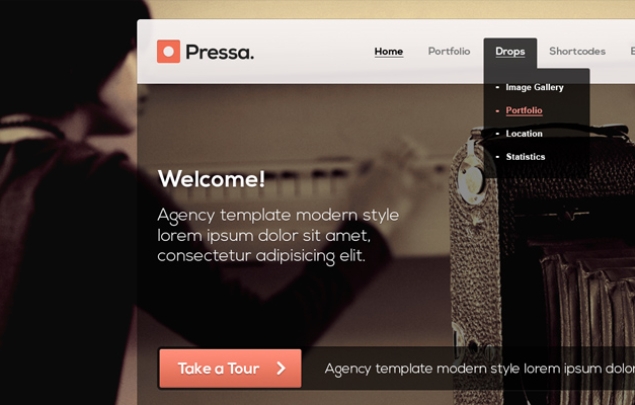 Pressa.
Home Portfolio Drops Shortcodes
Image Gallery
Portfolio
Location
Statistics
Welcome!
Agency template modern style
lorem ipsum dolor sit amet,
consectetur adipisicing elit.
Take a Tour
Agency template modern style lorem ipsum dolor